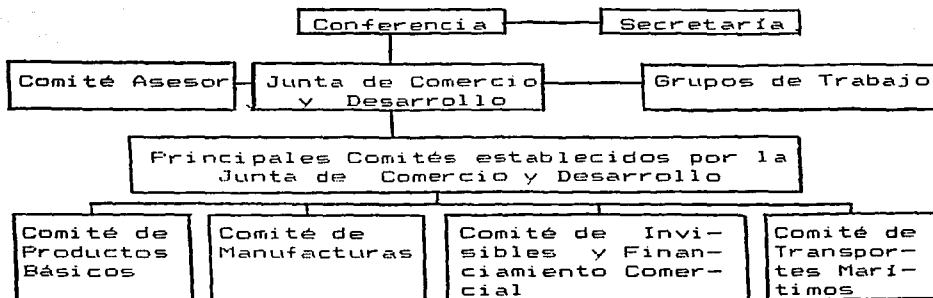 Conferencia
Secretaría
Comité Asesor
Junta de Comercio
y Desarrollo
Grupos de Trabajo
Principales Comités establecidos por la
Junta de Comercio y Desarrollo
Comité de
Productos
Básicos
Comité de
Manufacturas
Comité de Invi-
sibles y Finan-
ciamiento Comer-
cial
Comité de
Transpor-
tes Marí-
timos